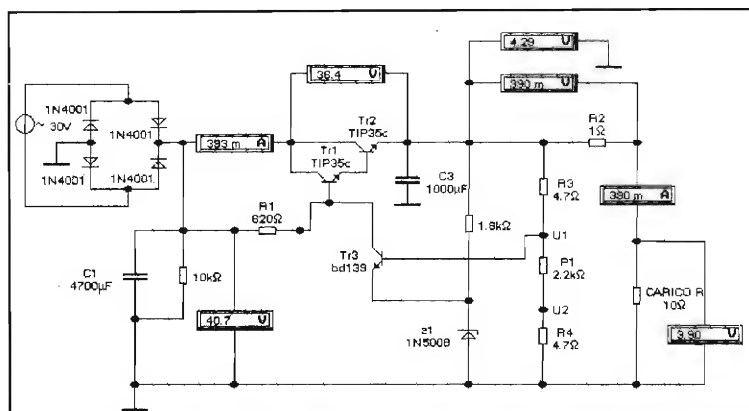 4.29 V
36.4 V
390 m V
1N4001
Tr2
TIP35c
R2
1Ω
30V
1N4001
393 m A
Tr1
TIP35c
1N4001
1N4001
C3
1000µF
R3
4.7Ω
390 m A
R1
620Ω
1.8kΩ
U1
Tr3
bd139
P1
2.2kΩ
C1
4700µF
10kΩ
CARICO R
10Ω
U2
40.7 V
z1
1N5008
R4
4.7Ω
3.90 V